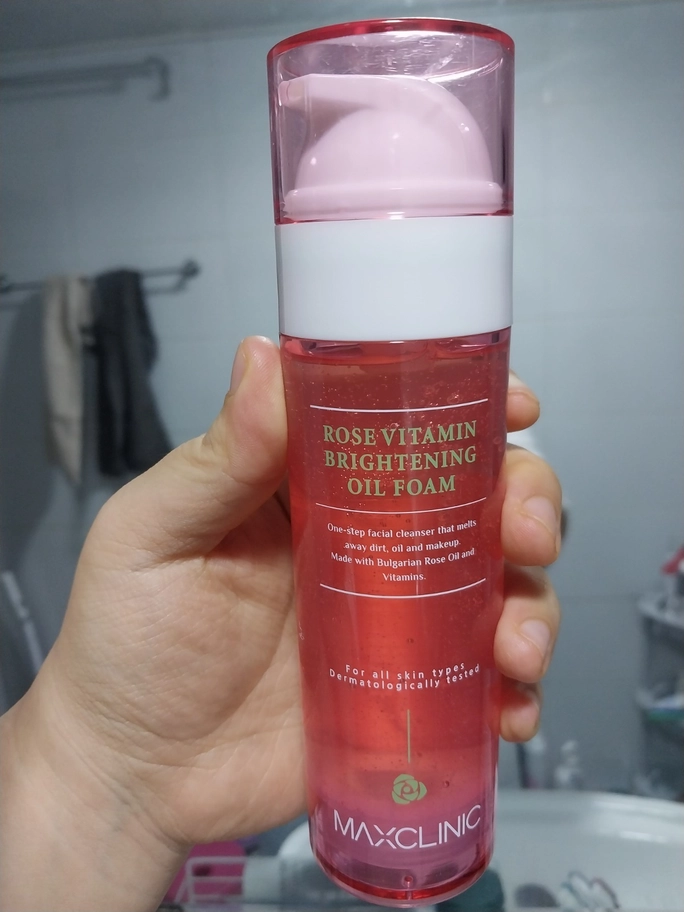 ROSE VITAMIN
BRIGHTENING
OIL FOAM
One-step facial cleanser that melts
away dirt, oil and makeup.
Made with Bulgarian Rose Oil and
Vitamins.
For all skin types
Dermatologically tested
MAXCLINIC